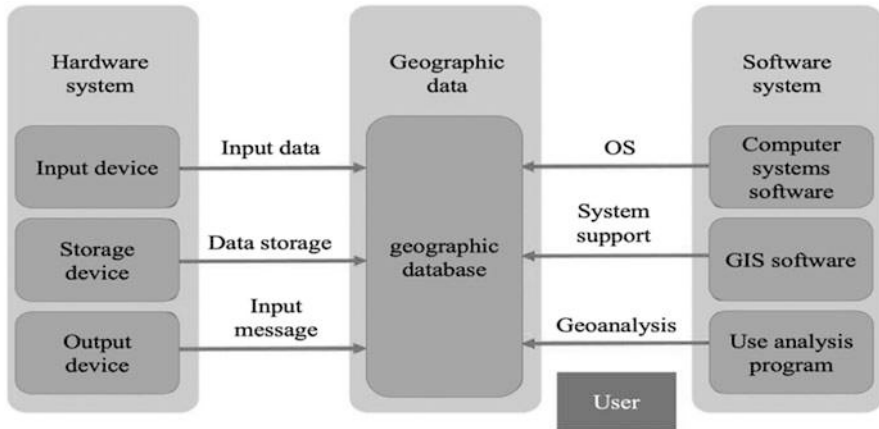 Hardware
system
Input device
Storage
device
Output
device
Input data
Data storage
Input
message
Geographic
data
geographic
database
OS
System
support
Geoanalysis
User
Software
system
Computer
systems
software
GIS software
Use analysis
program